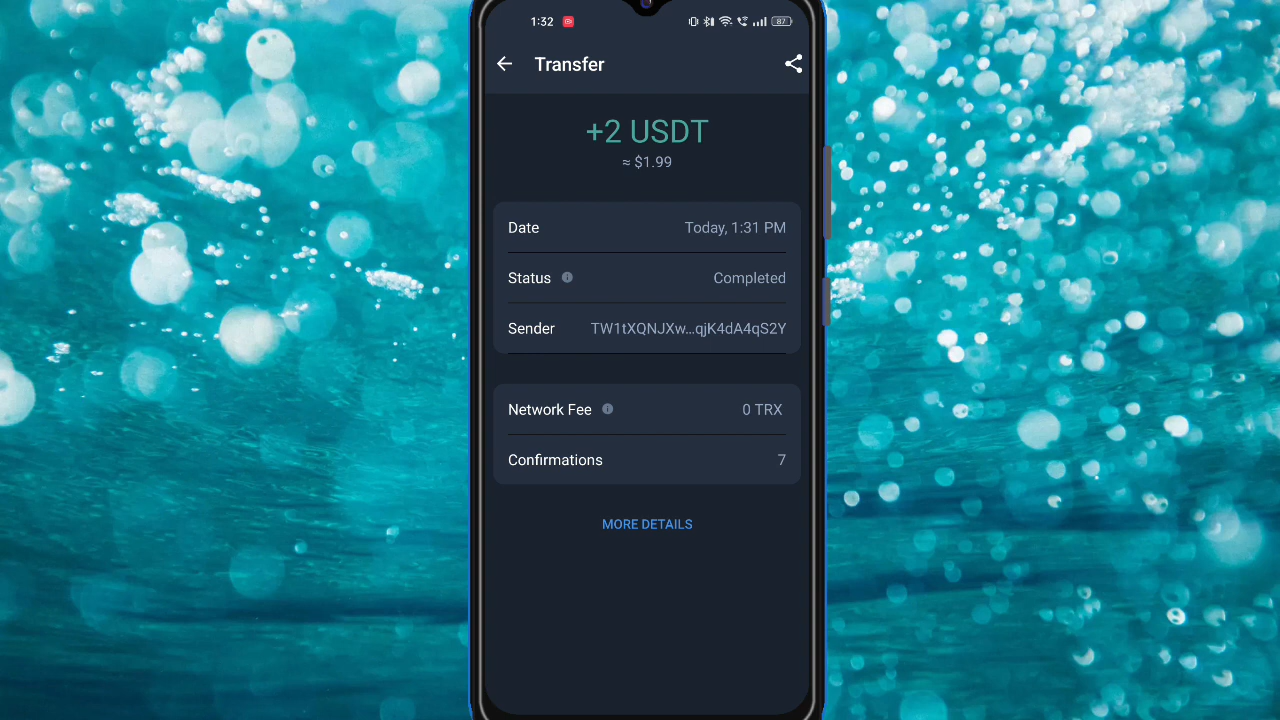 1:32
87
Transfer
+2 USDT
≈ $1.99
Date Today, 1:31 PM
Status Completed
Sender TW1tXQNJXw...qjK4dA4qS2Y
Network Fee 0 TRX
Confirmations 7
MORE DETAILS